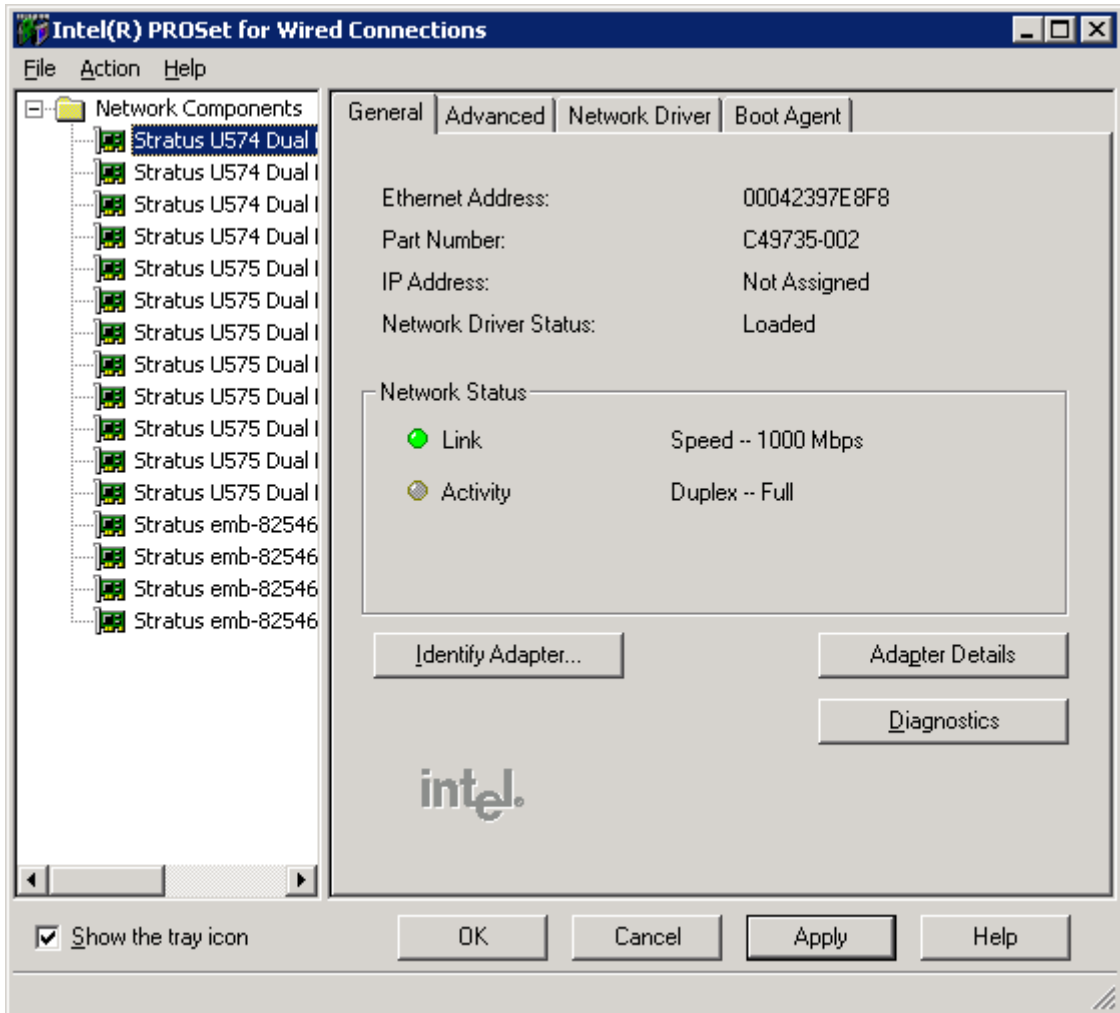 Intel(R) PROSet for Wired Connections
File Action Help
Network Components
Stratus U574 Dual
Stratus U574 Dual
Stratus U574 Dual
Stratus U574 Dual
Stratus U575 Dual
Stratus U575 Dual
Stratus U575 Dual
Stratus U575 Dual
Stratus U575 Dual
Stratus U575 Dual
Stratus U575 Dual
Stratus U575 Dual
Stratus emb-82546
Stratus emb-82546
Stratus emb-82546
Stratus emb-82546
General Advanced Network Driver Boot Agent
Ethernet Address: 00042397E8F8
Part Number: C49735-002
IP Address: Not Assigned
Network Driver Status: Loaded
Network Status
Link Speed -- 1000 Mbps
Activity Duplex -- Full
Identify Adapter... Adapter Details
Diagnostics
intel®
Show the tray icon OK Cancel Apply Help